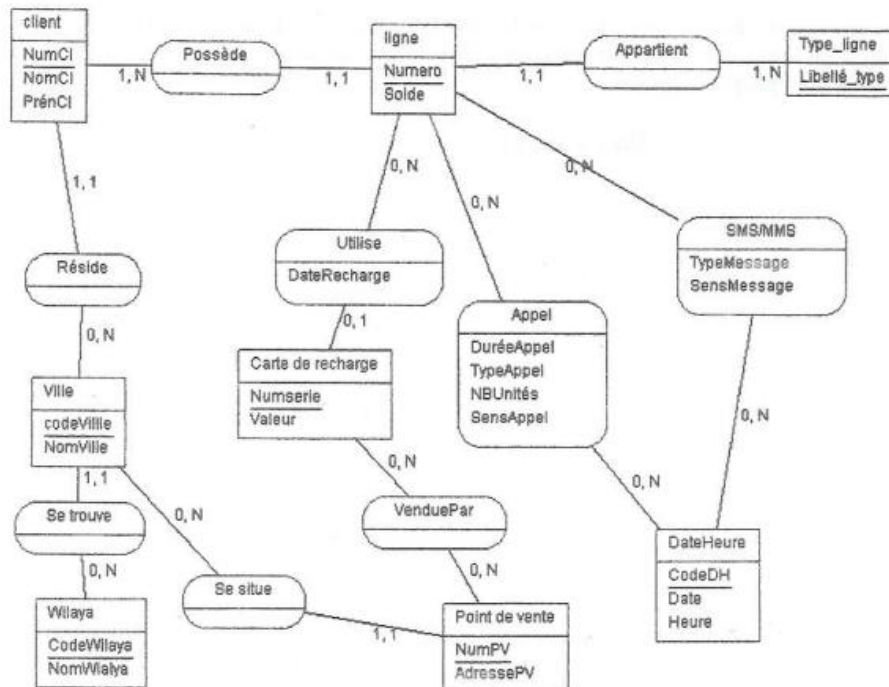 client
NumCl
NomCl
PrénCl
1, N
Possède
1, 1
ligne
Numero
Solde
1, 1
Appartient
1, N
Type_ligne
Libellé_type
1, 1
0, N
0, N
0, N
Réside
Utilise
DateRecharge
SMS/MMS
TypeMessage
SensMessage
0, N
0, 1
Appel
DuréeAppel
TypeAppel
NBUnités
SensAppel
Ville
codeVillle
NomVille
Carte de recharge
Numserie
Valeur
0, N
1, 1
0, N
0, N
0, N
Se trouve
VenduePar
0, N
0, N
Se situe
DateHeure
CodeDH
Date
Heure
Wilaya
CodeWilaya
NomWialya
1, 1
Point de vente
NumPV
AdressePV